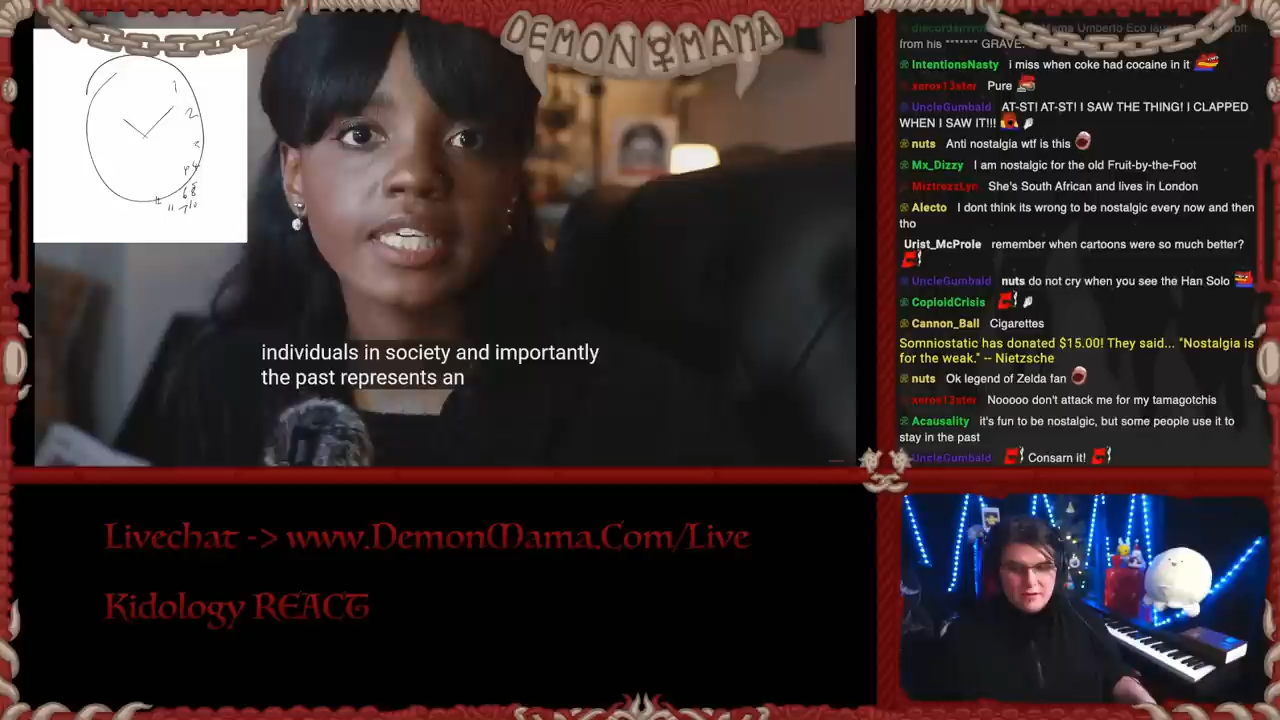 DEMON MAMA
1
2
individuals in society and importantly
the past represents an
from his ******* GRAVE.
IntentionsNasty i miss when coke had cocaine in it
xerox13ster Pure
UncleGumbald AT-ST! AT-ST! I SAW THE THING! I CLAPPED
WHEN I SAW IT!!!
nuts Anti nostalgia wtf is this
Mx_Dizzy I am nostalgic for the old Fruit-by-the-Foot
MiztrezzLyn She's South African and lives in London
Alecto I dont think its wrong to be nostalgic every now and then
tho
Urist_McProle remember when cartoons were so much better?
UncleGumbald nuts do not cry when you see the Han Solo
CopioidCrisis
Cannon_Ball Cigarettes
Somniostatic has donated $15.00! They said... "Nostalgia is
for the weak." -- Nietzsche
nuts Ok legend of Zelda fan
xerox13ster Nooooo don't attack me for my tamagotchis
Acausality it's fun to be nostalgic, but some people use it to
stay in the past
UncleGumbald Consarn it!
Livechat -> www.DemonMama.Com/Live
Kidology REACT